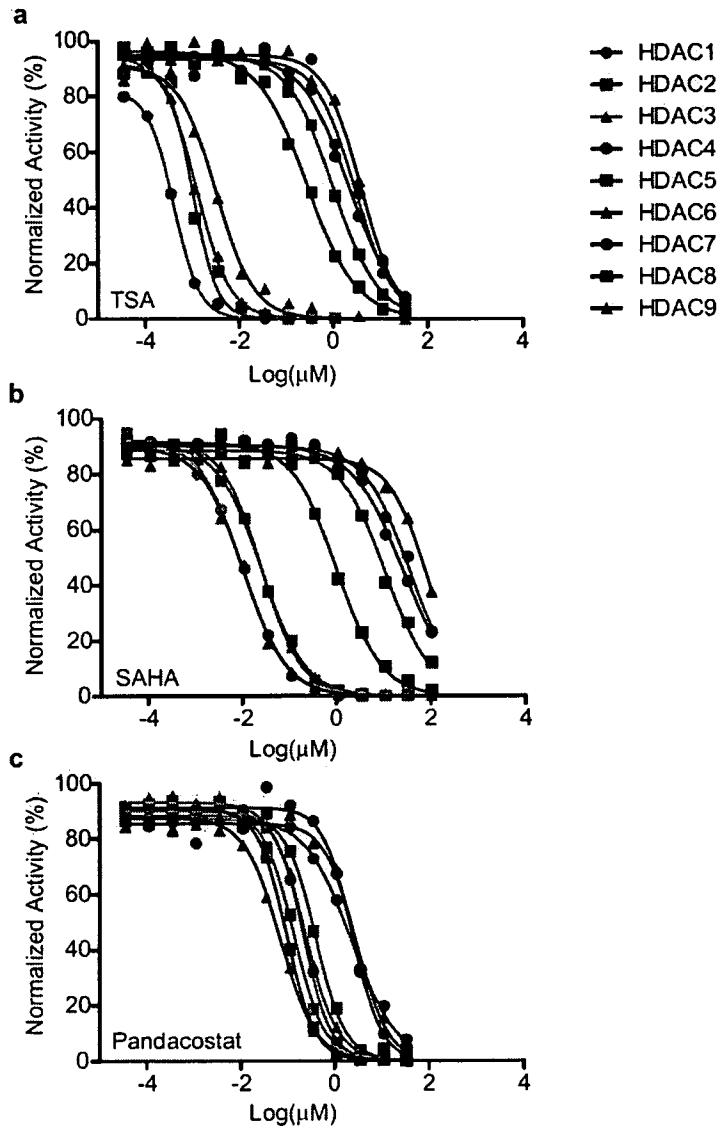 a
100
80
60
40
20
0
Normalized Activity (%)
TSA
-4
-2
0
2
4
Log(μM)
HDAC1
HDAC2
HDAC3
HDAC4
HDAC5
HDAC6
HDAC7
HDAC8
HDAC9
b
100
80
60
40
20
0
Normalized Activity (%)
SAHA
-4
-2
0
2
4
Log(μM)
c
100
80
60
40
20
0
Normalized Activity (%)
Pandacostat
-4
-2
0
2
4
Log(μM)